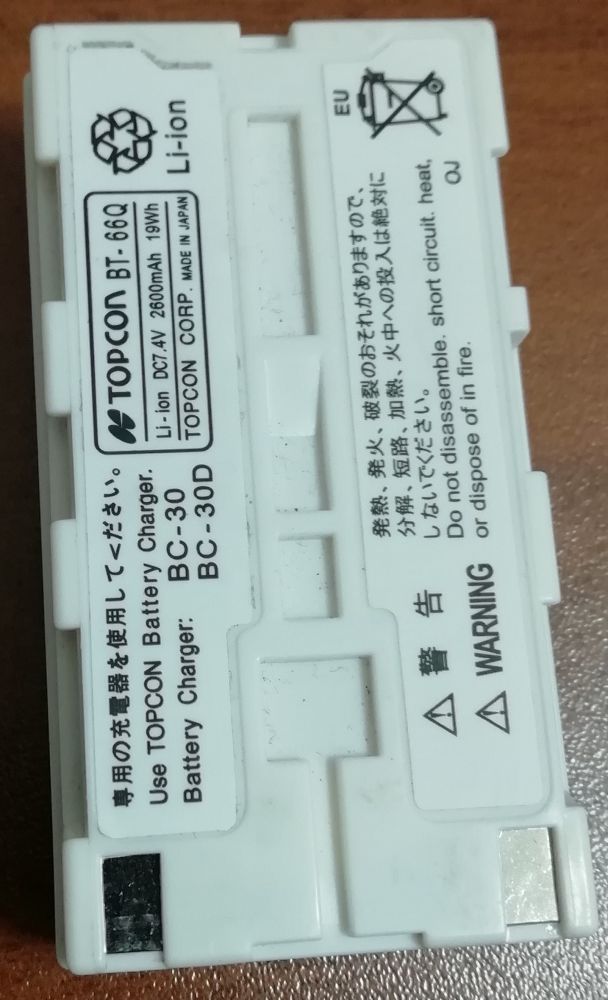 TOPCON BT-66Q
Li-ion DC7.4V 2600mAh 19Wh
TOPCON CORP. MADE IN JAPAN
Li-ion
専用の充電器を使用してください。
Use TOPCON Battery Charger.
Battery Charger: BC-30
BC-30D
EU
警告
WARNING
発熱、発火、破裂のおそれがありますので、
分解、短路、加熱、火中への投入は絶対に
しないでください。
Do not disassemble. short circuit. heat,
or dispose of in fire.
OJ